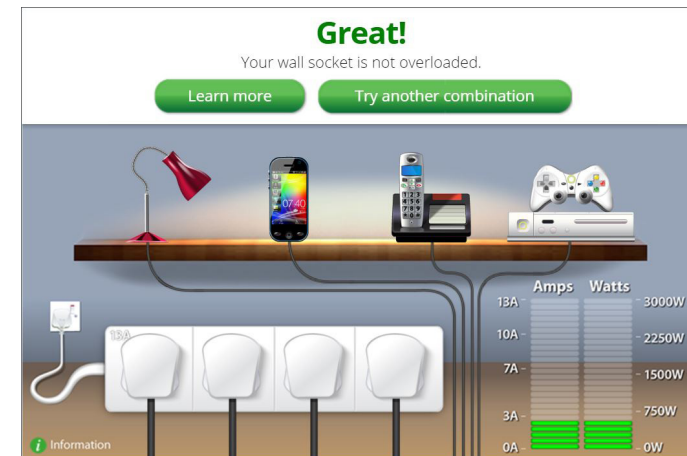 Great!
Your wall socket is not overloaded.
Learn more
Try another combination
07:40
Amps Watts
13A 3000W
10A 2250W
7A 1500W
3A 750W
0A 0W
13A
Information